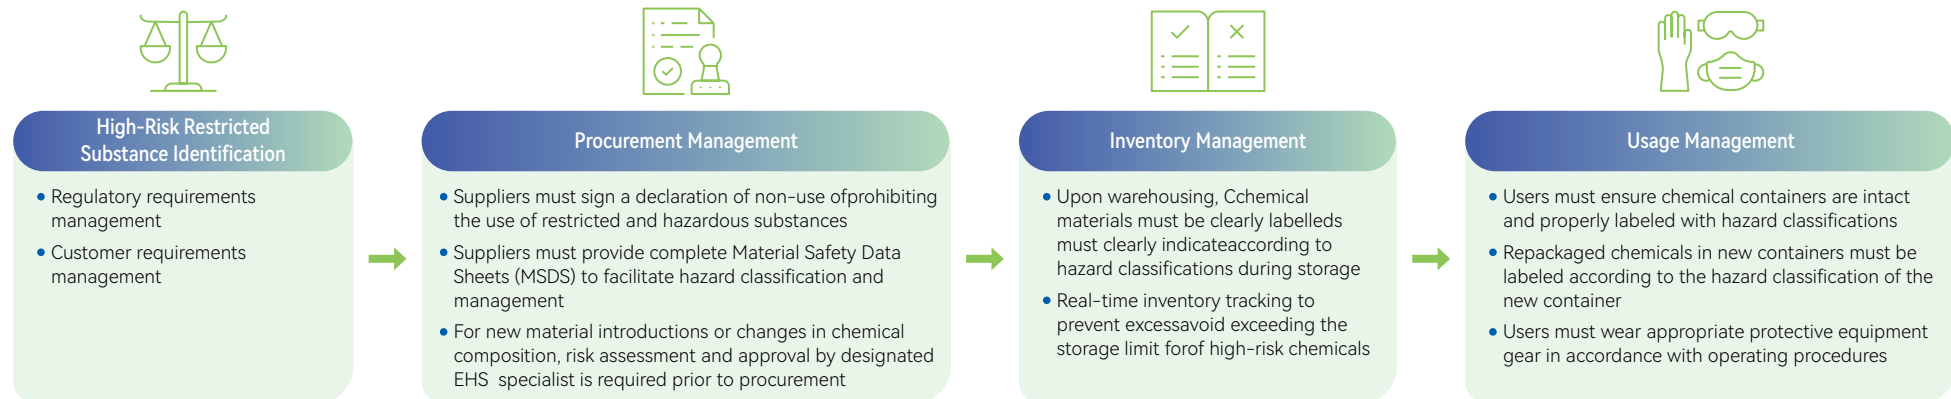 High-Risk Restricted
Substance Identification
• Regulatory requirements
management
• Customer requirements
management
Procurement Management
• Suppliers must sign a declaration of non-use ofprohibiting
the use of restricted and hazardous substances
• Suppliers must provide complete Material Safety Data
Sheets (MSDS) to facilitate hazard classification and
management
• For new material introductions or changes in chemical
composition, risk assessment and approval by designated
EHS specialist is required prior to procurement
Inventory Management
• Upon warehousing, Cchemical
materials must be clearly labelleds
must clearly indicateaccording to
hazard classifications during storage
• Real-time inventory tracking to
prevent excessavoid exceeding the
storage limit forof high-risk chemicals
Usage Management
• Users must ensure chemical containers are intact
and properly labeled with hazard classifications
• Repackaged chemicals in new containers must be
labeled according to the hazard classification of the
new container
• Users must wear appropriate protective equipment
gear in accordance with operating procedures